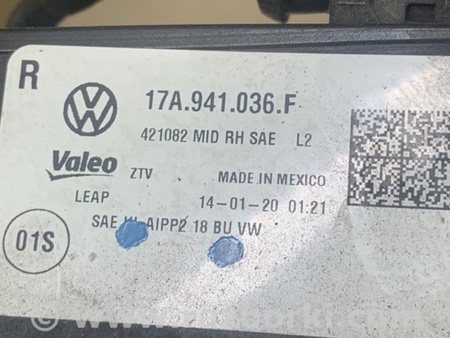 R
17A.941.036.F
421082 MID RH SAE L2
Valeo ZTV MADE IN MEXICO
LEAP 14-01-20 01:21
SAE AIPP2 18 BU VW
01S